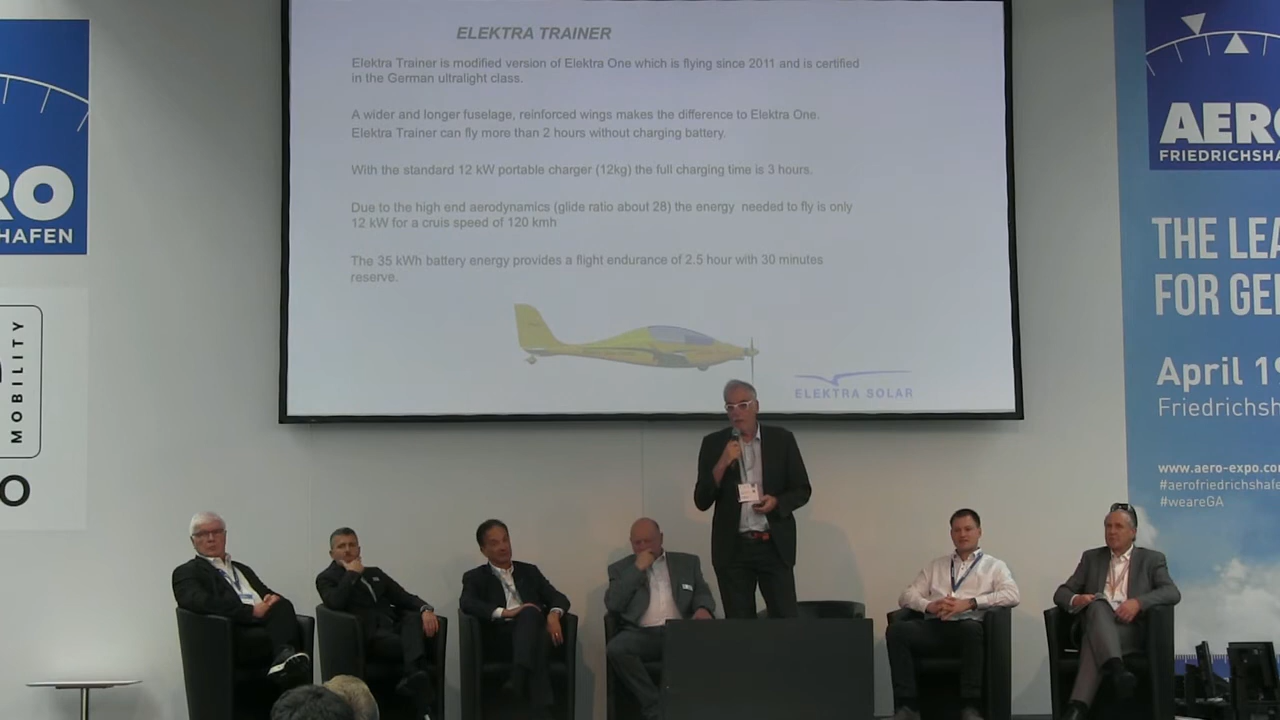 ELEKTRA TRAINER
Elektra Trainer is modified version of Elektra One which is flying since 2011 and is certified
in the German ultralight class.
A wider and longer fuselage, reinforced wings makes the difference to Elektra One.
Elektra Trainer can fly more than 2 hours without charging battery.
With the standard 12 kW portable charger (12kg) the full charging time is 3 hours.
Due to the high end aerodynamics (glide ratio about 28) the energy needed to fly is only
12 kW for a cruis speed of 120 kmh
The 35 kWh battery energy provides a flight endurance of 2.5 hour with 30 minutes
reserve.
ELEKTRA SOLAR
RO
SHAFEN
MOBILITY
O
AERO
FRIEDRICHSHA
THE LEA
FOR GEN
April 19
Friedrichsh
www.aero-expo.com
#aerofriedrichshafe
#weareGA